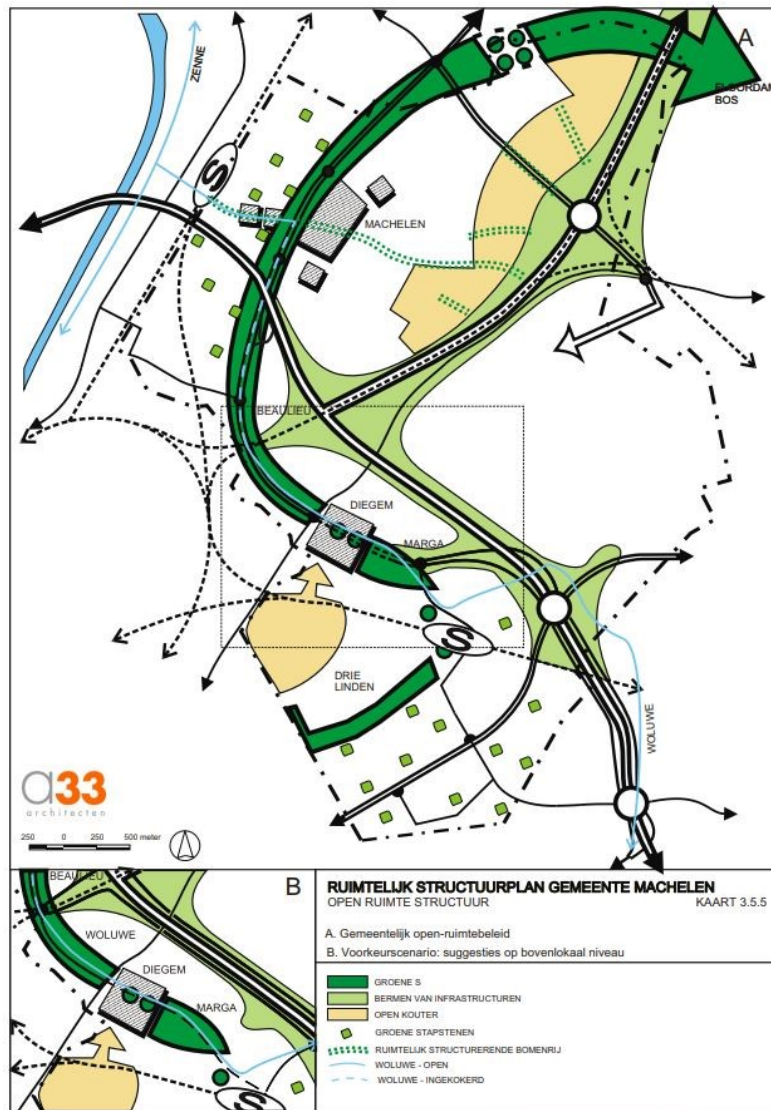 A
ZENNE
BOS
S
MACHELEN
BEAULIEU
DIEGEM
MARGA
S
DRIE
LINDEN
WOLUWE
a33
architecten
250 0 250 500 meter
B
BEAULIEU
WOLUWE
DIEGEM
MARGA
S
RUIMTELIJK STRUCTUURPLAN GEMEENTE MACHELEN
OPEN RUIMTE STRUCTUUR KAART 3.5.5
A. Gemeentelijk open-ruimtebeleid
B. Voorkeurscenario: suggesties op bovenlokaal niveau
GROENE S
BERMEN VAN INFRASTRUCTUREN
OPEN KOUTER
GROENE STAPSTENEN
RUIMTELIJK STRUCTURERENDE BOMENRIJ
WOLUWE - OPEN
WOLUWE - INGEKOKERD